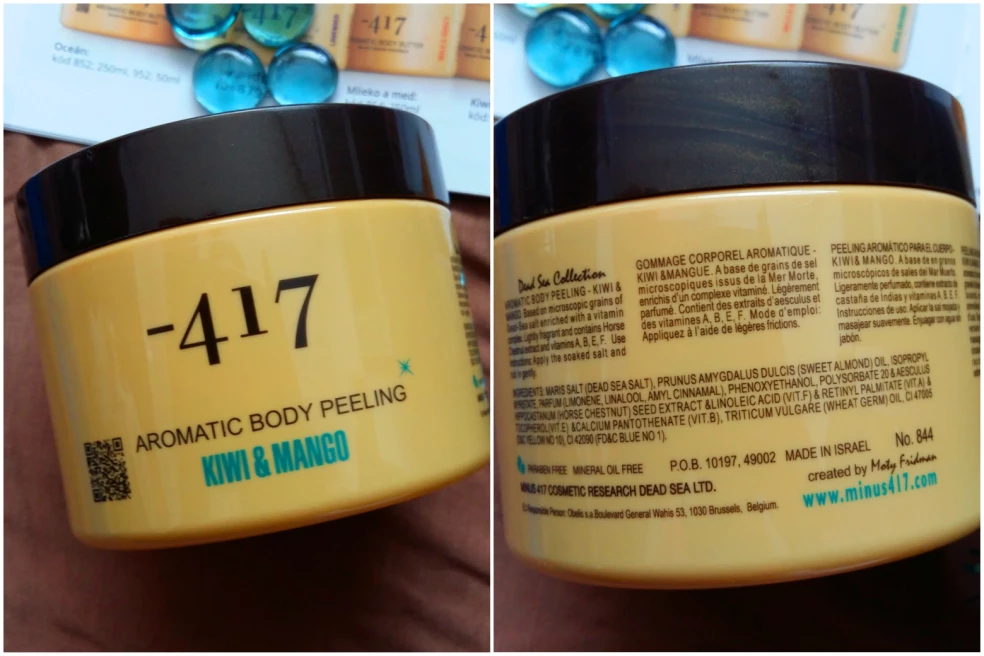 -417
AROMATIC BODY BUTTER
Oceán:
kód 852; 250ml, 952; 50ml
Mlieko a med:
-417
AROMATIC BODY PEELING
KIWI & MANGO
Dead Sea Collection
AROMATIC BODY PEELING - KIWI &
MANGO. Based on microscopic grains of
Dead-Sea salt enriched with a vitamin
complex. Lightly fragrant and contains Horse
Chestnut extract and vitamins A, B, E, F. Use
instructions: Apply the soaked salt and
rub in gently.
GOMMAGE CORPOREL AROMATIQUE -
KIWI &MANGUE. A base de grains de sel
microscopiques issus de la Mer Morte,
enrichis d'un complexe vitaminé. Légèrement
parfumé. Contient des extraits d'aesculus et
des vitamines A, B, E, F. Mode d'emploi:
Appliquez à l'aide de légères frictions.
PEELING AROMÁTICO PARA EL CUERPO-
KIWI& MANGO. A base de en granos
microscópicos de sales del Mar Muerto.
Ligeramente perfumado, contiene extracto de
castaña de Indias y vitaminas A, B, E, F.
Instrucciones de uso: Aplicar la sal mojada y
masajear suavemente. Enjuagar con agua sin
jabón.
INGREDIENTS: MARIS SALT (DEAD SEA SALT), PRUNUS AMYGDALUS DULCIS (SWEET ALMOND) OIL, ISOPROPYL
MYRISTATE, PARFUM (LIMONENE, LINALOOL, AMYL CINNAMAL), PHENOXYETHANOL, POLYSORBATE 20 & AESCULUS
HIPPOCASTANUM (HORSE CHESTNUT) SEED EXTRACT &LINOLEIC ACID (VIT.F) & RETINYL PALMITATE (VIT.A) &
TOCOPHEROL(VIT.E) &CALCIUM PANTOTHENATE (VIT.B), TRITICUM VULGARE (WHEAT GERM) OIL, CI 47005
(D&C YELLOW NO 10), CI 42090 (FD&C BLUE NO 1).
PARABEN FREE MINERAL OIL FREE P.O.B. 10197, 49002 MADE IN ISRAEL No. 844
MINUS 417 COSMETIC RESEARCH DEAD SEA LTD. created by Moty Fridman
EU Responsible Person: Obelis s.a Boulevard General Wahis 53, 1030 Brussels, Belgium. www.minus417.com